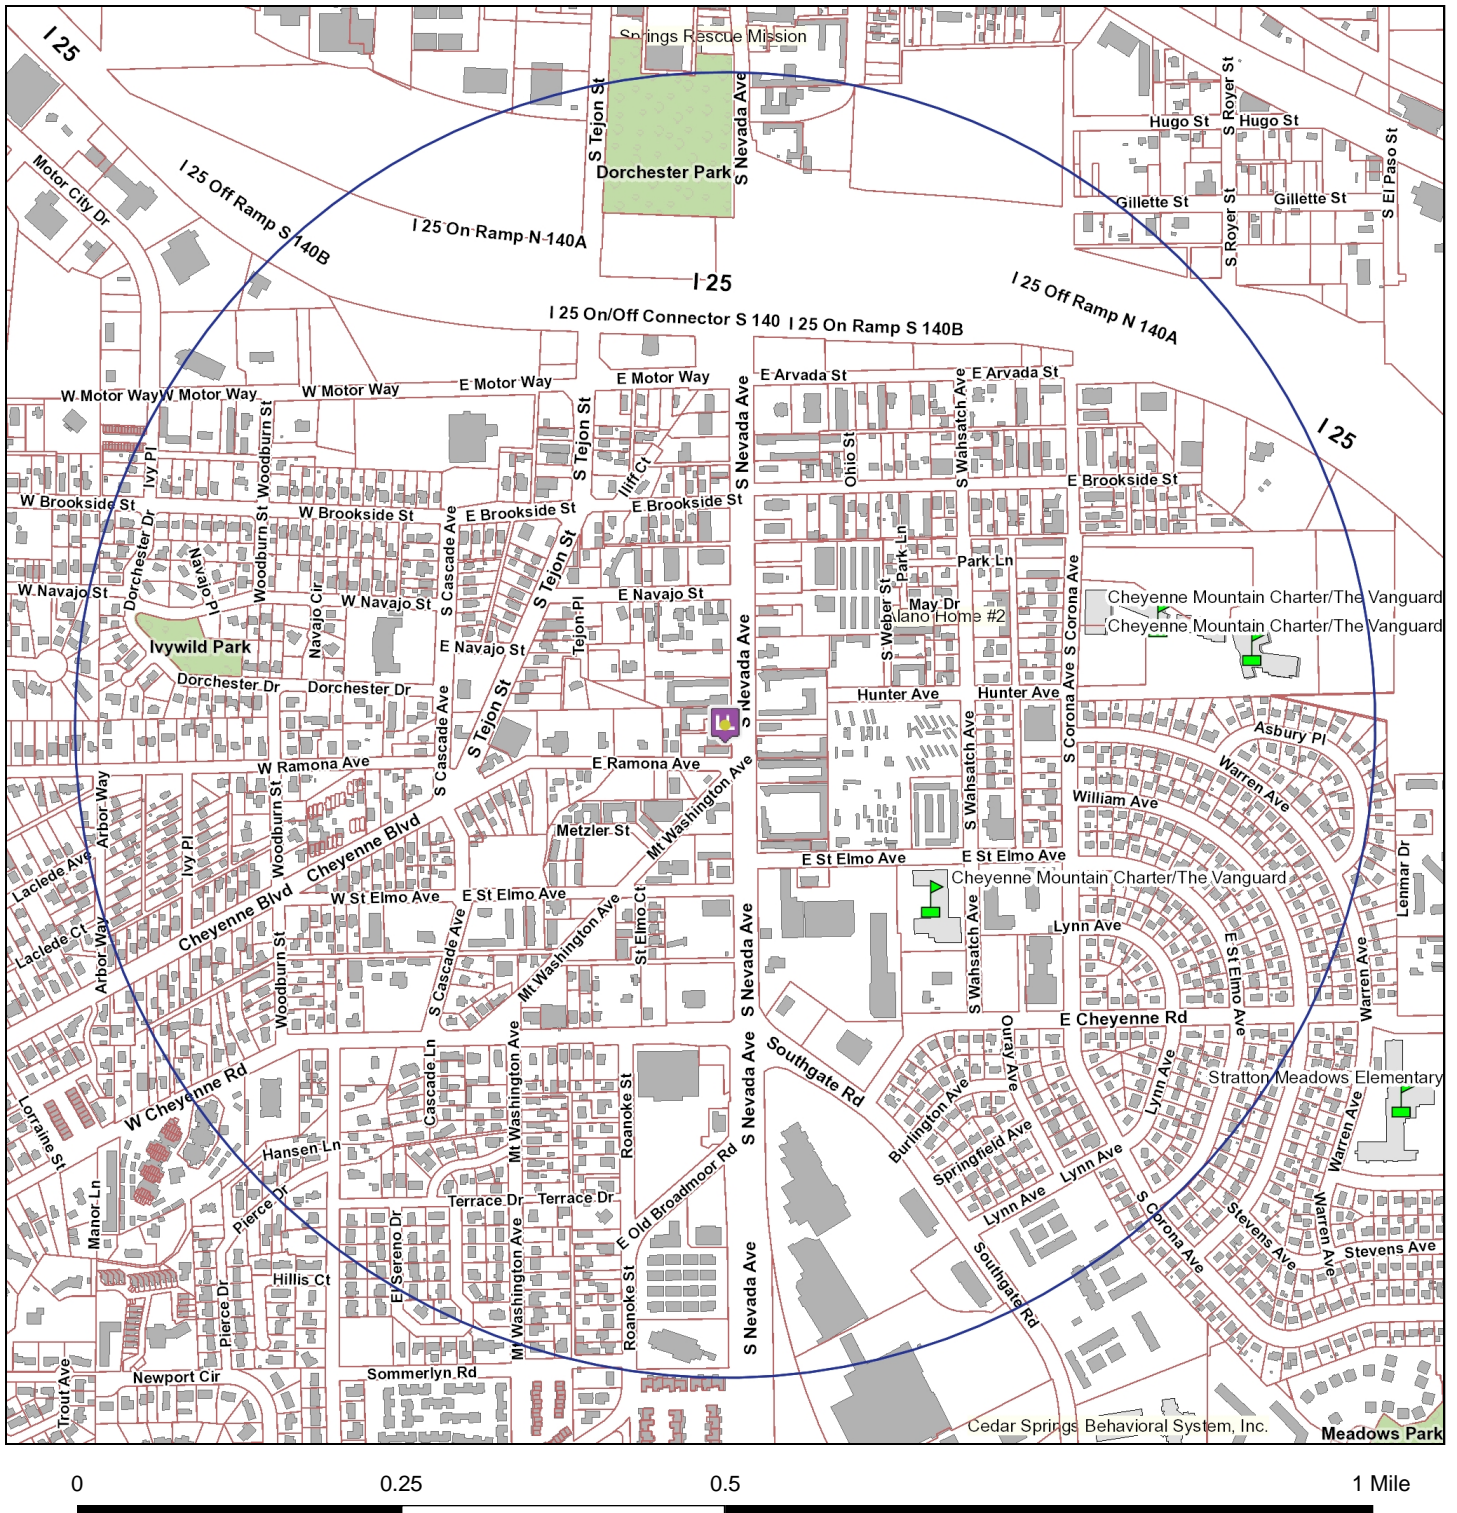 I 25
Springs Rescue Mission
S Tejon St
S Nevada Ave
S Royer St
Hugo St
Hugo St
S El Paso St
Motor City Dr
I 25 Off Ramp S 140B
Dorchester Park
Gillette St
Gillette St
S Royer St
I 25 On Ramp N 140A
I 25
I 25 Off Ramp N 140A
I 25 On/Off Connector S 140
I 25 On Ramp S 140B
W Motor Way
W Motor Way
W Motor Way
E Motor Way
E Motor Way
E Arvada St
E Arvada St
I 25
Ivy Pl
Woodburn St
S Tejon St
Iliff Ct
S Nevada Ave
Ohio St
S Wahsatch Ave
E Brookside St
W Brookside St
W Brookside St
E Brookside St
E Brookside St
Dorchester Dr
Navajo Pl
Woodburn St
S Cascade Ave
S Tejon St
Park Ln
Park Ln
S Corona Ave
W Navajo St
Navajo Cir
W Navajo St
Tejon Pl
E Navajo St
S Weber St
May Dr
Alano Home #2
Cheyenne Mountain Charter/The Vanguard
Cheyenne Mountain Charter/The Vanguard
Ivywild Park
E Navajo St
S Nevada Ave
Dorchester Dr
Dorchester Dr
S Cascade Ave
S Tejon St
S Nevada Ave
Hunter Ave
Hunter Ave
S Corona Ave
S Wahsatch Ave
Asbury Pl
Warren Ave
W Ramona Ave
E Ramona Ave
Mt Washington Ave
William Ave
Arbor Way
Ivy Pl
Woodburn St
Cheyenne Blvd
Metzler St
E St Elmo Ave
E St Elmo Ave
Lenmar Dr
Laclede Ave
Cheyenne Mountain Charter/The Vanguard
W St Elmo Ave
E St Elmo Ave
Cheyenne Blvd
Laclede Ct
Arbor Way
Woodburn St
S Cascade Ave
Mt Washington Ave
St Elmo Ct
S Nevada Ave
S Wahsatch Ave
Lynn Ave
E St Elmo Ave
Warren Ave
E Cheyenne Rd
Southgate Rd
Ouray Ave
W Cheyenne Rd
Cascade Ln
Mt Washington Ave
Roanoke St
S Nevada Ave
Burlington Ave
Lynn Ave
Stratton Meadows Elementary
Lorraine St
Hansen Ln
Springfield Ave
Lynn Ave
Warren Ave
Manor Ln
Pierce Dr
Terrace Dr
Terrace Dr
E Old Broadmoor Rd
Lynn Ave
S Corona Ave
Stevens Ave
Warren Ave
Stevens Ave
E Sereno Dr
Mt Washington Ave
Hillis Ct
Pierce Dr
Roanoke St
S Nevada Ave
Southgate Rd
Trout Ave
Newport Cir
Sommerlyn Rd
Cedar Springs Behavioral System, Inc.
Meadows Park
0
0.25
0.5
1 Mile